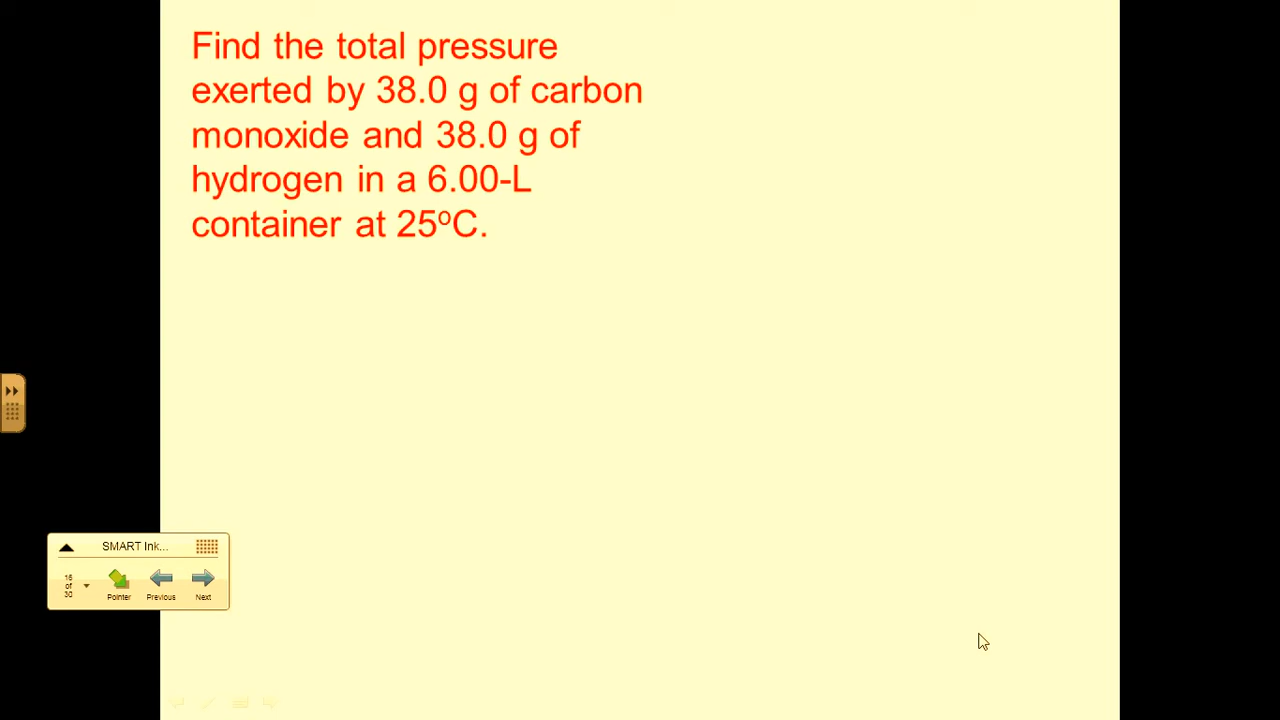 Find the total pressure
exerted by 38.0 g of carbon
monoxide and 38.0 g of
hydrogen in a 6.00-L
container at 25ºC.
SMART Ink...
16
of
30
Pointer
Previous
Next